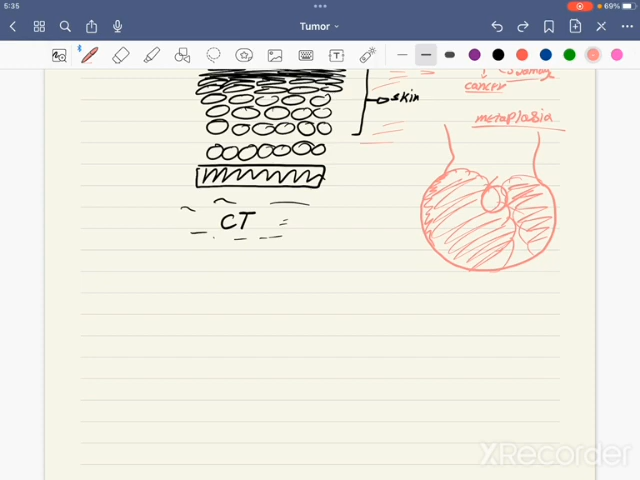 5:35
69%
Tumor
T
skin
cancer
metaplasia
CT
XRecorder